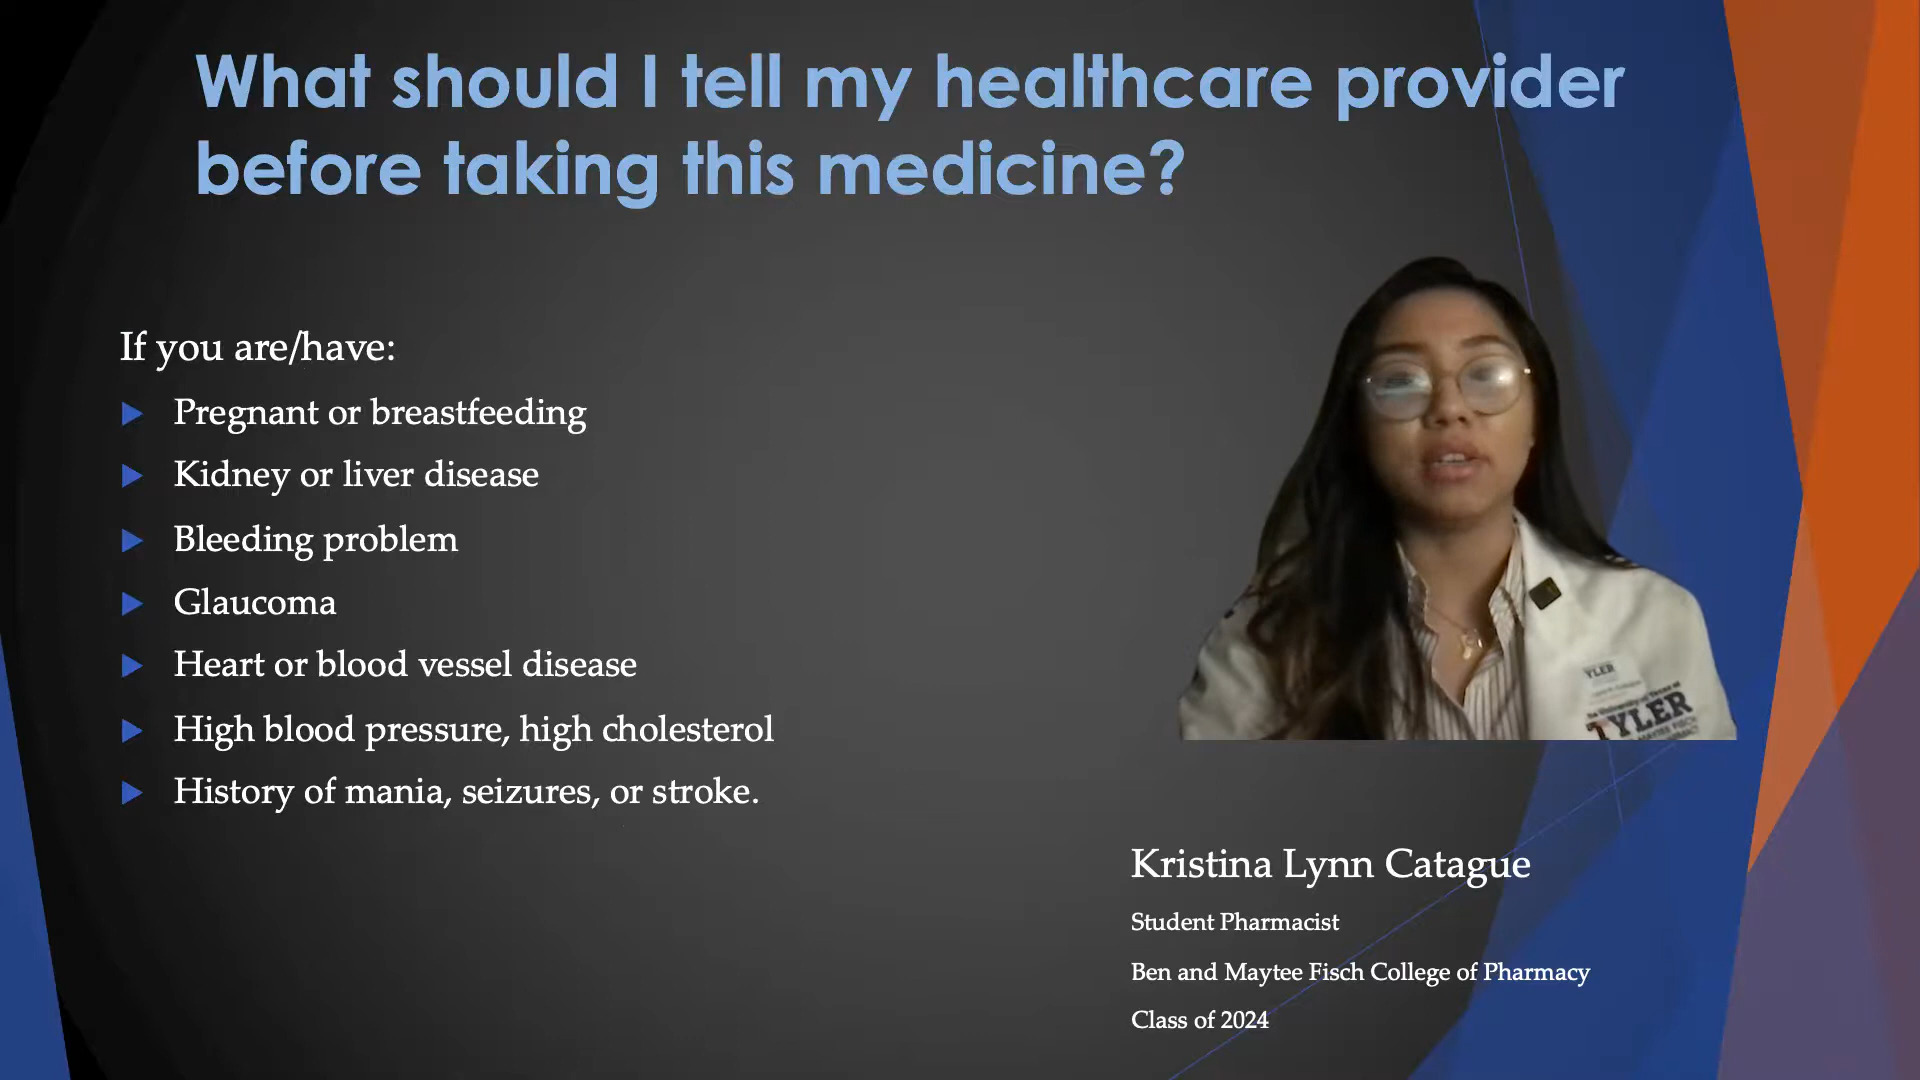 What should I tell my healthcare provider
before taking this medicine?
If you are/have:
Pregnant or breastfeeding
Kidney or liver disease
Bleeding problem
Glaucoma
Heart or blood vessel disease
High blood pressure, high cholesterol
History of mania, seizures, or stroke.
YLER
TYLER
Kristina Lynn Catague
Student Pharmacist
Ben and Maytee Fisch College of Pharmacy
Class of 2024